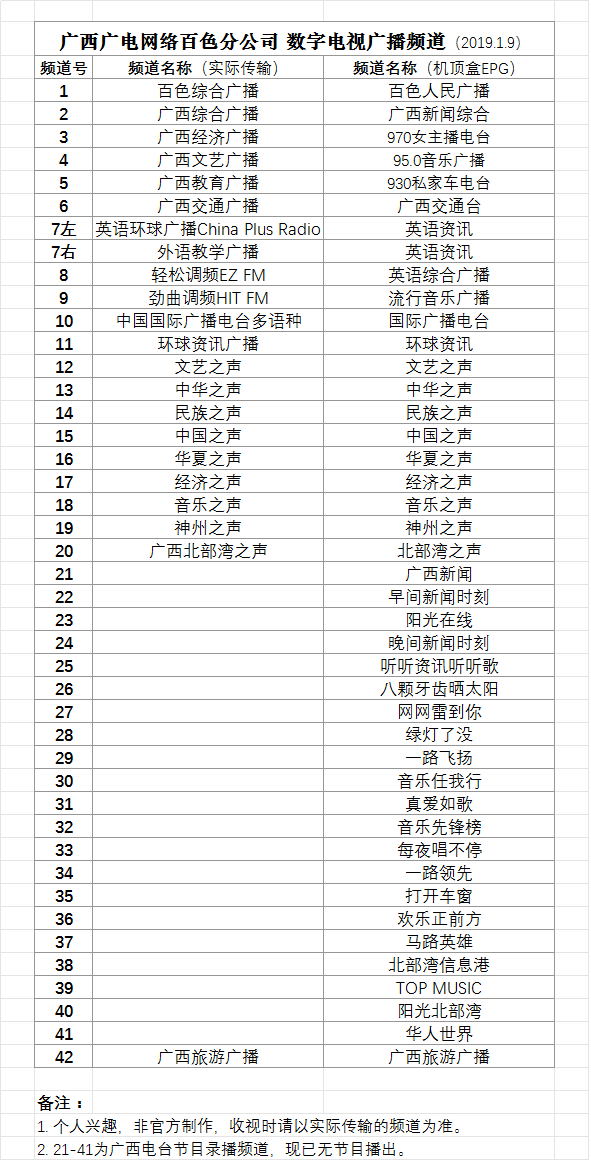 广西广电网络百色分公司 数字电视广播频道（2019.1.9）
频道号 频道名称（实际传输） 频道名称（机顶盒EPG）
1 百色综合广播 百色人民广播
2 广西综合广播 广西新闻综合
3 广西经济广播 970女主播电台
4 广西文艺广播 95.0音乐广播
5 广西教育广播 930私家车电台
6 广西交通广播 广西交通台
7左 英语环球广播China Plus Radio 英语资讯
7右 外语教学广播 英语资讯
8 轻松调频EZ FM 英语综合广播
9 劲曲调频HIT FM 流行音乐广播
10 中国国际广播电台多语种 国际广播电台
11 环球资讯广播 环球资讯
12 文艺之声 文艺之声
13 中华之声 中华之声
14 民族之声 民族之声
15 中国之声 中国之声
16 华夏之声 华夏之声
17 经济之声 经济之声
18 音乐之声 音乐之声
19 神州之声 神州之声
20 广西北部湾之声 北部湾之声
21 广西新闻
22 早间新闻时刻
23 阳光在线
24 晚间新闻时刻
25 听听资讯听听歌
26 八颗牙齿晒太阳
27 网网雷到你
28 绿灯了没
29 一路飞扬
30 音乐任我行
31 真爱如歌
32 音乐先锋榜
33 每夜唱不停
34 一路领先
35 打开车窗
36 欢乐正前方
37 马路英雄
38 北部湾信息港
39 TOP MUSIC
40 阳光北部湾
41 华人世界
42 广西旅游广播 广西旅游广播
备注：
1. 个人兴趣，非官方制作，收视时请以实际传输的频道为准。
2. 21-41为广西电台节目录播频道，现已无节目播出。